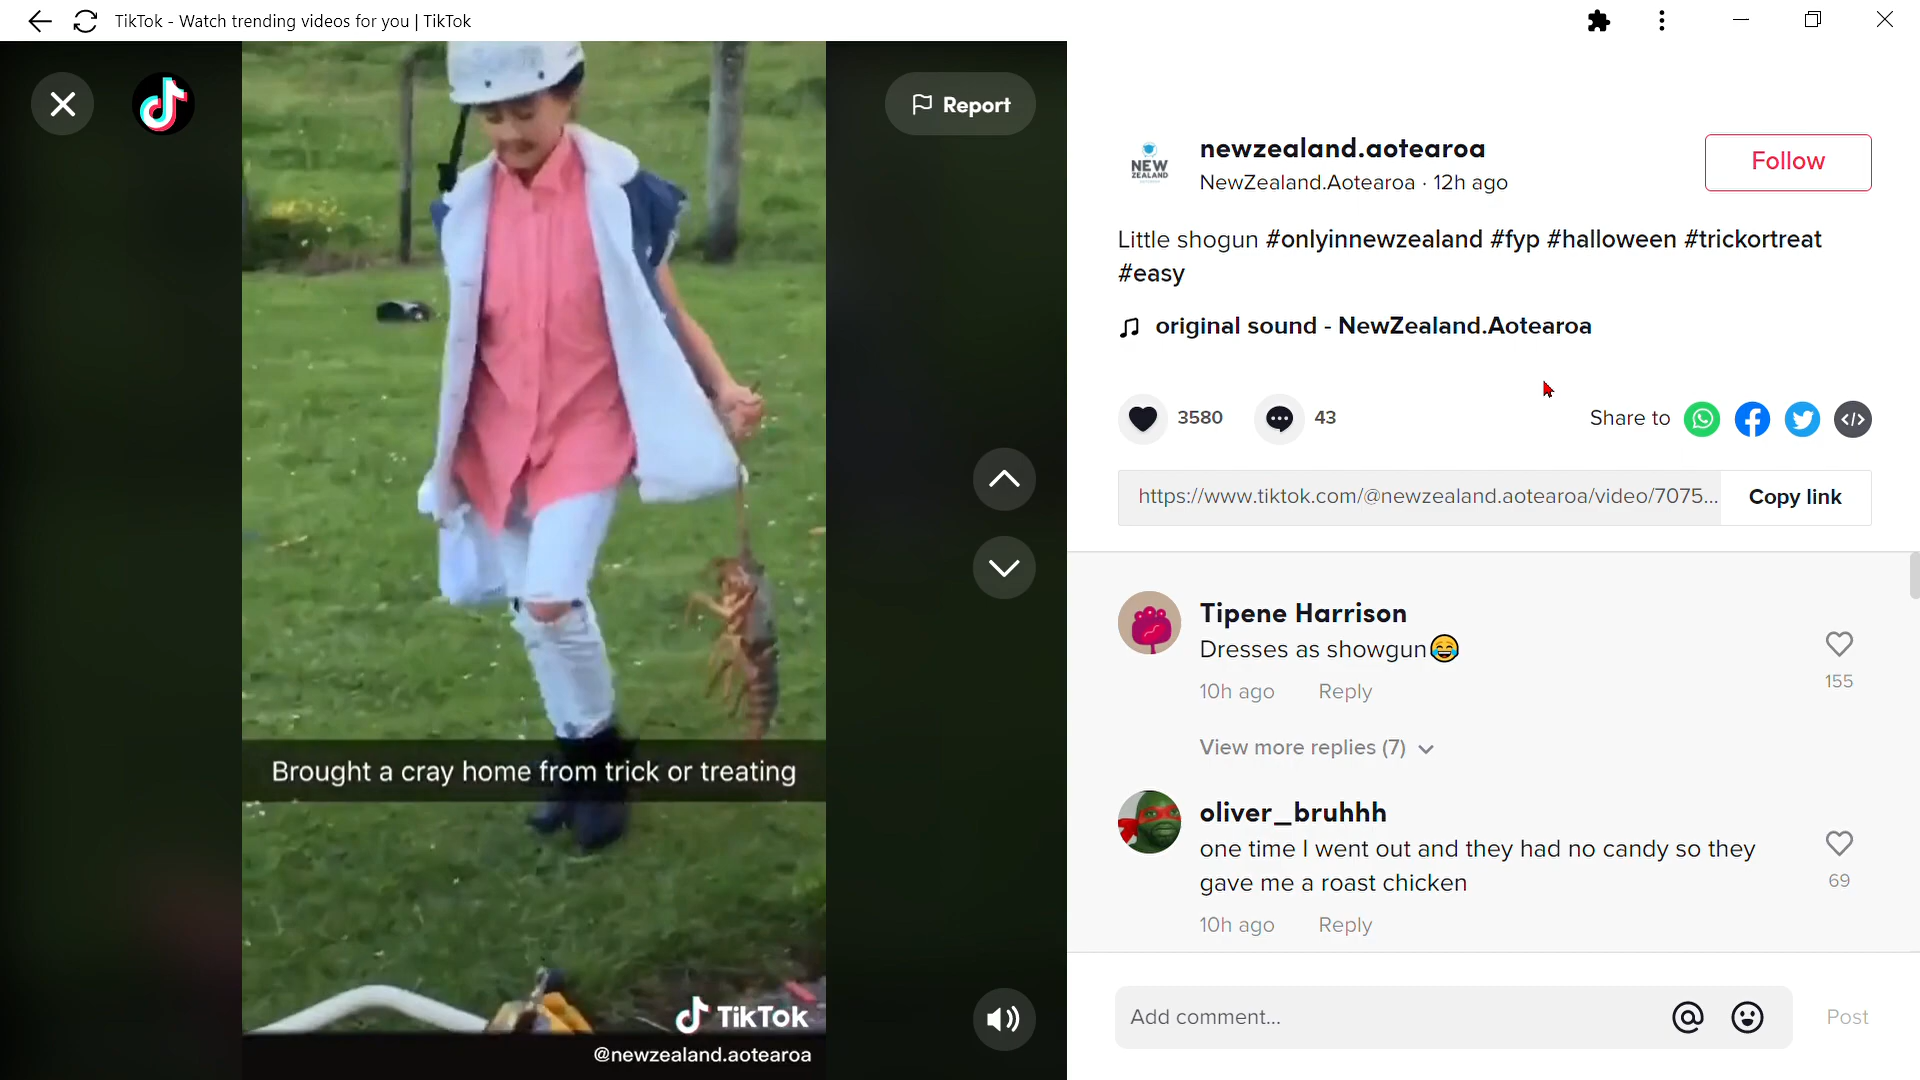 TikTok - Watch trending videos for you | TikTok
Report
Brought a cray home from trick or treating
TikTok
@newzealand.aotearoa
NEW
ZEALAND
newzealand.aotearoa
NewZealand.Aotearoa · 12h ago
Follow
Little shogun #onlyinnewzealand #fyp #halloween #trickortreat
#easy
original sound - NewZealand.Aotearoa
3580
43
Share to
https://www.tiktok.com/@newzealand.aotearoa/video/7075...
Copy link
Tipene Harrison
Dresses as showgun😂
155
10h ago
Reply
View more replies (7)
oliver_bruhhh
one time I went out and they had no candy so they
gave me a roast chicken
69
10h ago
Reply
Add comment...
Post